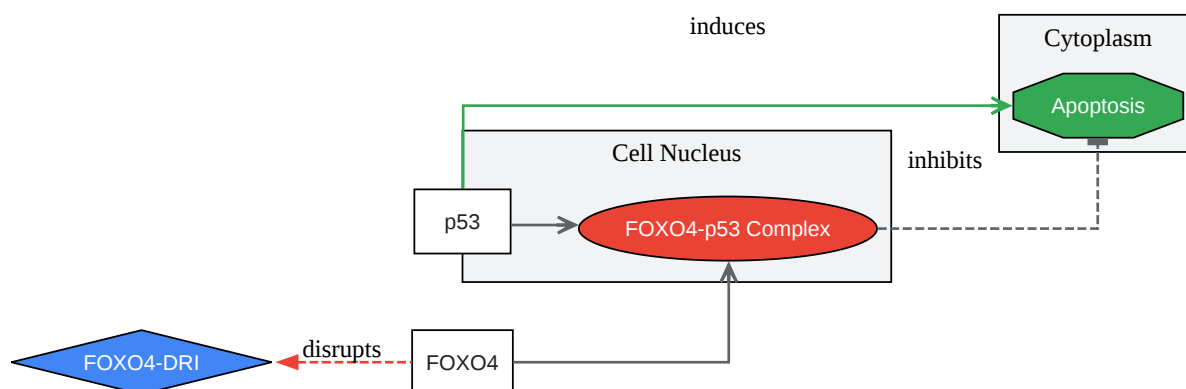 induces
Cytoplasm
Apoptosis
Cell Nucleus
inhibits
p53
FOXO4-p53 Complex
disrupts
FOXO4-DRI
FOXO4